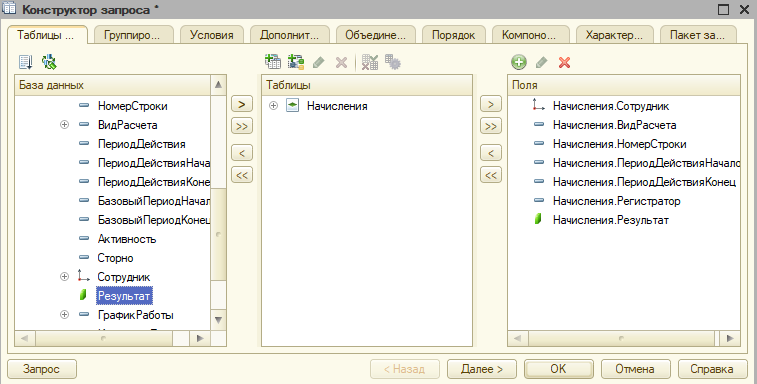 Конструктор запроса *
Таблицы ...
Группиро...
Условия
Дополнит...
Объедине...
Порядок
Компоно...
Характер...
Пакет за...
База данных
НомерСтроки
ВидРасчета
ПериодДействия
ПериодДействияНача
ПериодДействияКоне
БазовыйПериодНачал
БазовыйПериодКонец
Активность
Сторно
Сотрудник
Результат
ГрафикРаботы
>
>>
<
<<
Таблицы
Начисления
>
>>
<
<<
Поля
Начисления.Сотрудник
Начисления.ВидРасчета
Начисления.НомерСтроки
Начисления.ПериодДействияНачало
Начисления.ПериодДействияКонец
Начисления.Регистратор
Начисления.Результат
Запрос
< Назад
Далее >
OK
Отмена
Справка